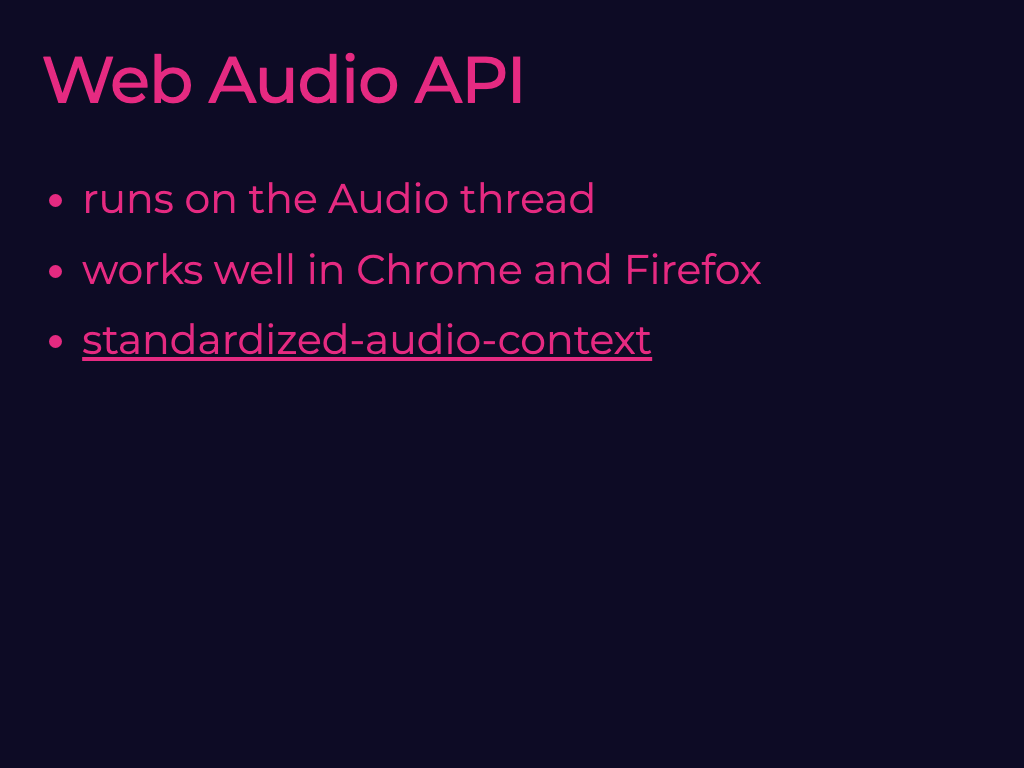 Web Audio API
• runs on the Audio thread
• works well in Chrome and Firefox
• standardized-audio-context